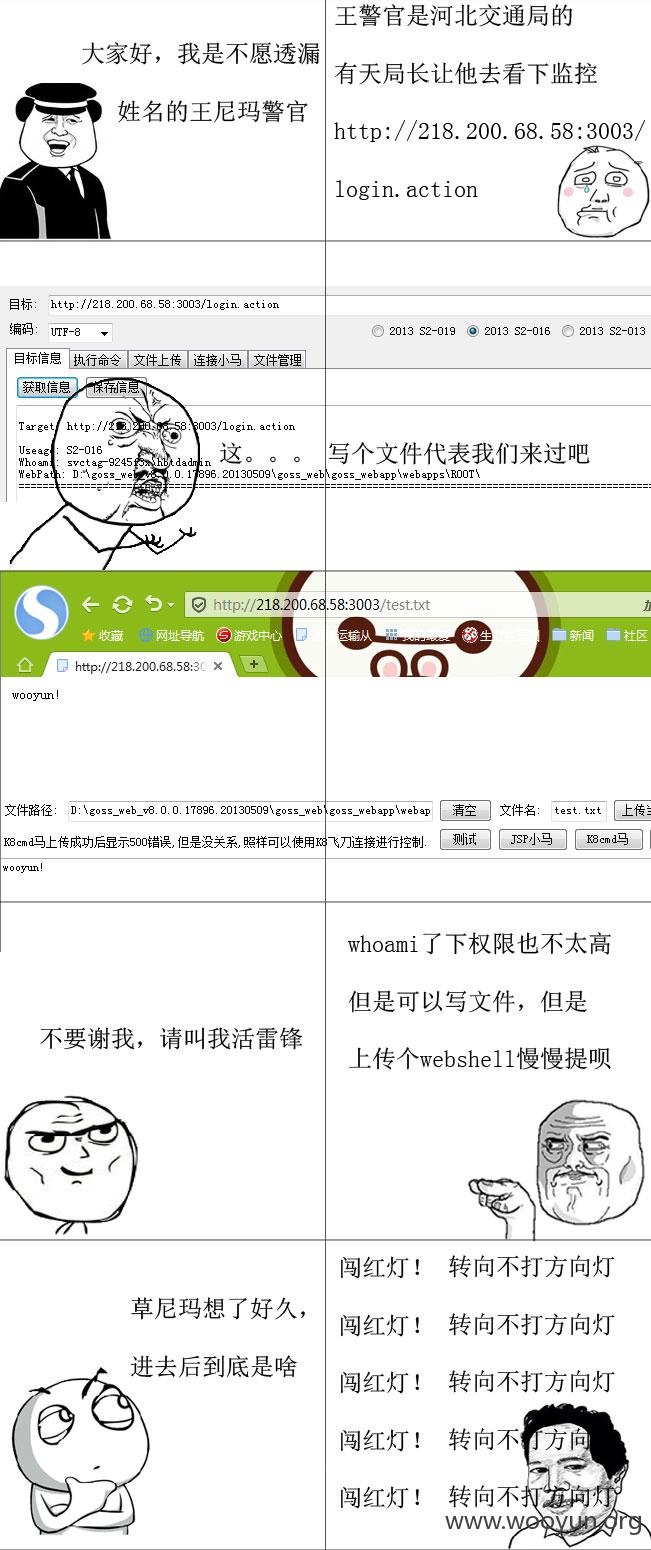 大家好，我是不愿透漏
姓名的王尼玛警官
王警官是河北交通局的
有天局长让他去看下监控
http://218.200.68.58:3003/
login.action
目标: http://218.200.68.58:3003/login.action
编码: UTF-8 2013 S2-019 2013 S2-016 2013 S2-013
目标信息 执行命令 文件上传 连接小马 文件管理
获取信息 保存信息
Target: http://218.200.68.58:3003/login.action
Useage: S2-016
Whoami: svctag-9245
WebPath: D:\goss_web_v8.0.0.17896.20130509\goss_web\goss_webapp\webapps\ROOT\
这。。。 写个文件代表我们来过吧
http://218.200.68.58:3003/test.txt
收藏 网址导航 游戏中心 新闻 社区
http://218.200.68.58:30
wooyun!
文件路径: D:\goss_web_v8.0.0.17896.20130509\goss_web\goss_webapp\webap 清空 文件名: test.txt 上传
K8cmd马上传成功后显示500错误,但是没关系,照样可以使用K8飞刀连接进行控制. 测试 JSP小马 K8cmd马
wooyun!
不要谢我，请叫我活雷锋
whoami了下权限也不太高
但是可以写文件，但是
上传个webshell慢慢提呗
草尼玛想了好久，
进去后到底是啥
闯红灯！ 转向不打方向灯
闯红灯！ 转向不打方向灯
闯红灯！ 转向不打方向灯
闯红灯！ 转向不打方向灯
闯红灯！ 转向不打方向灯
www.wooyun.org